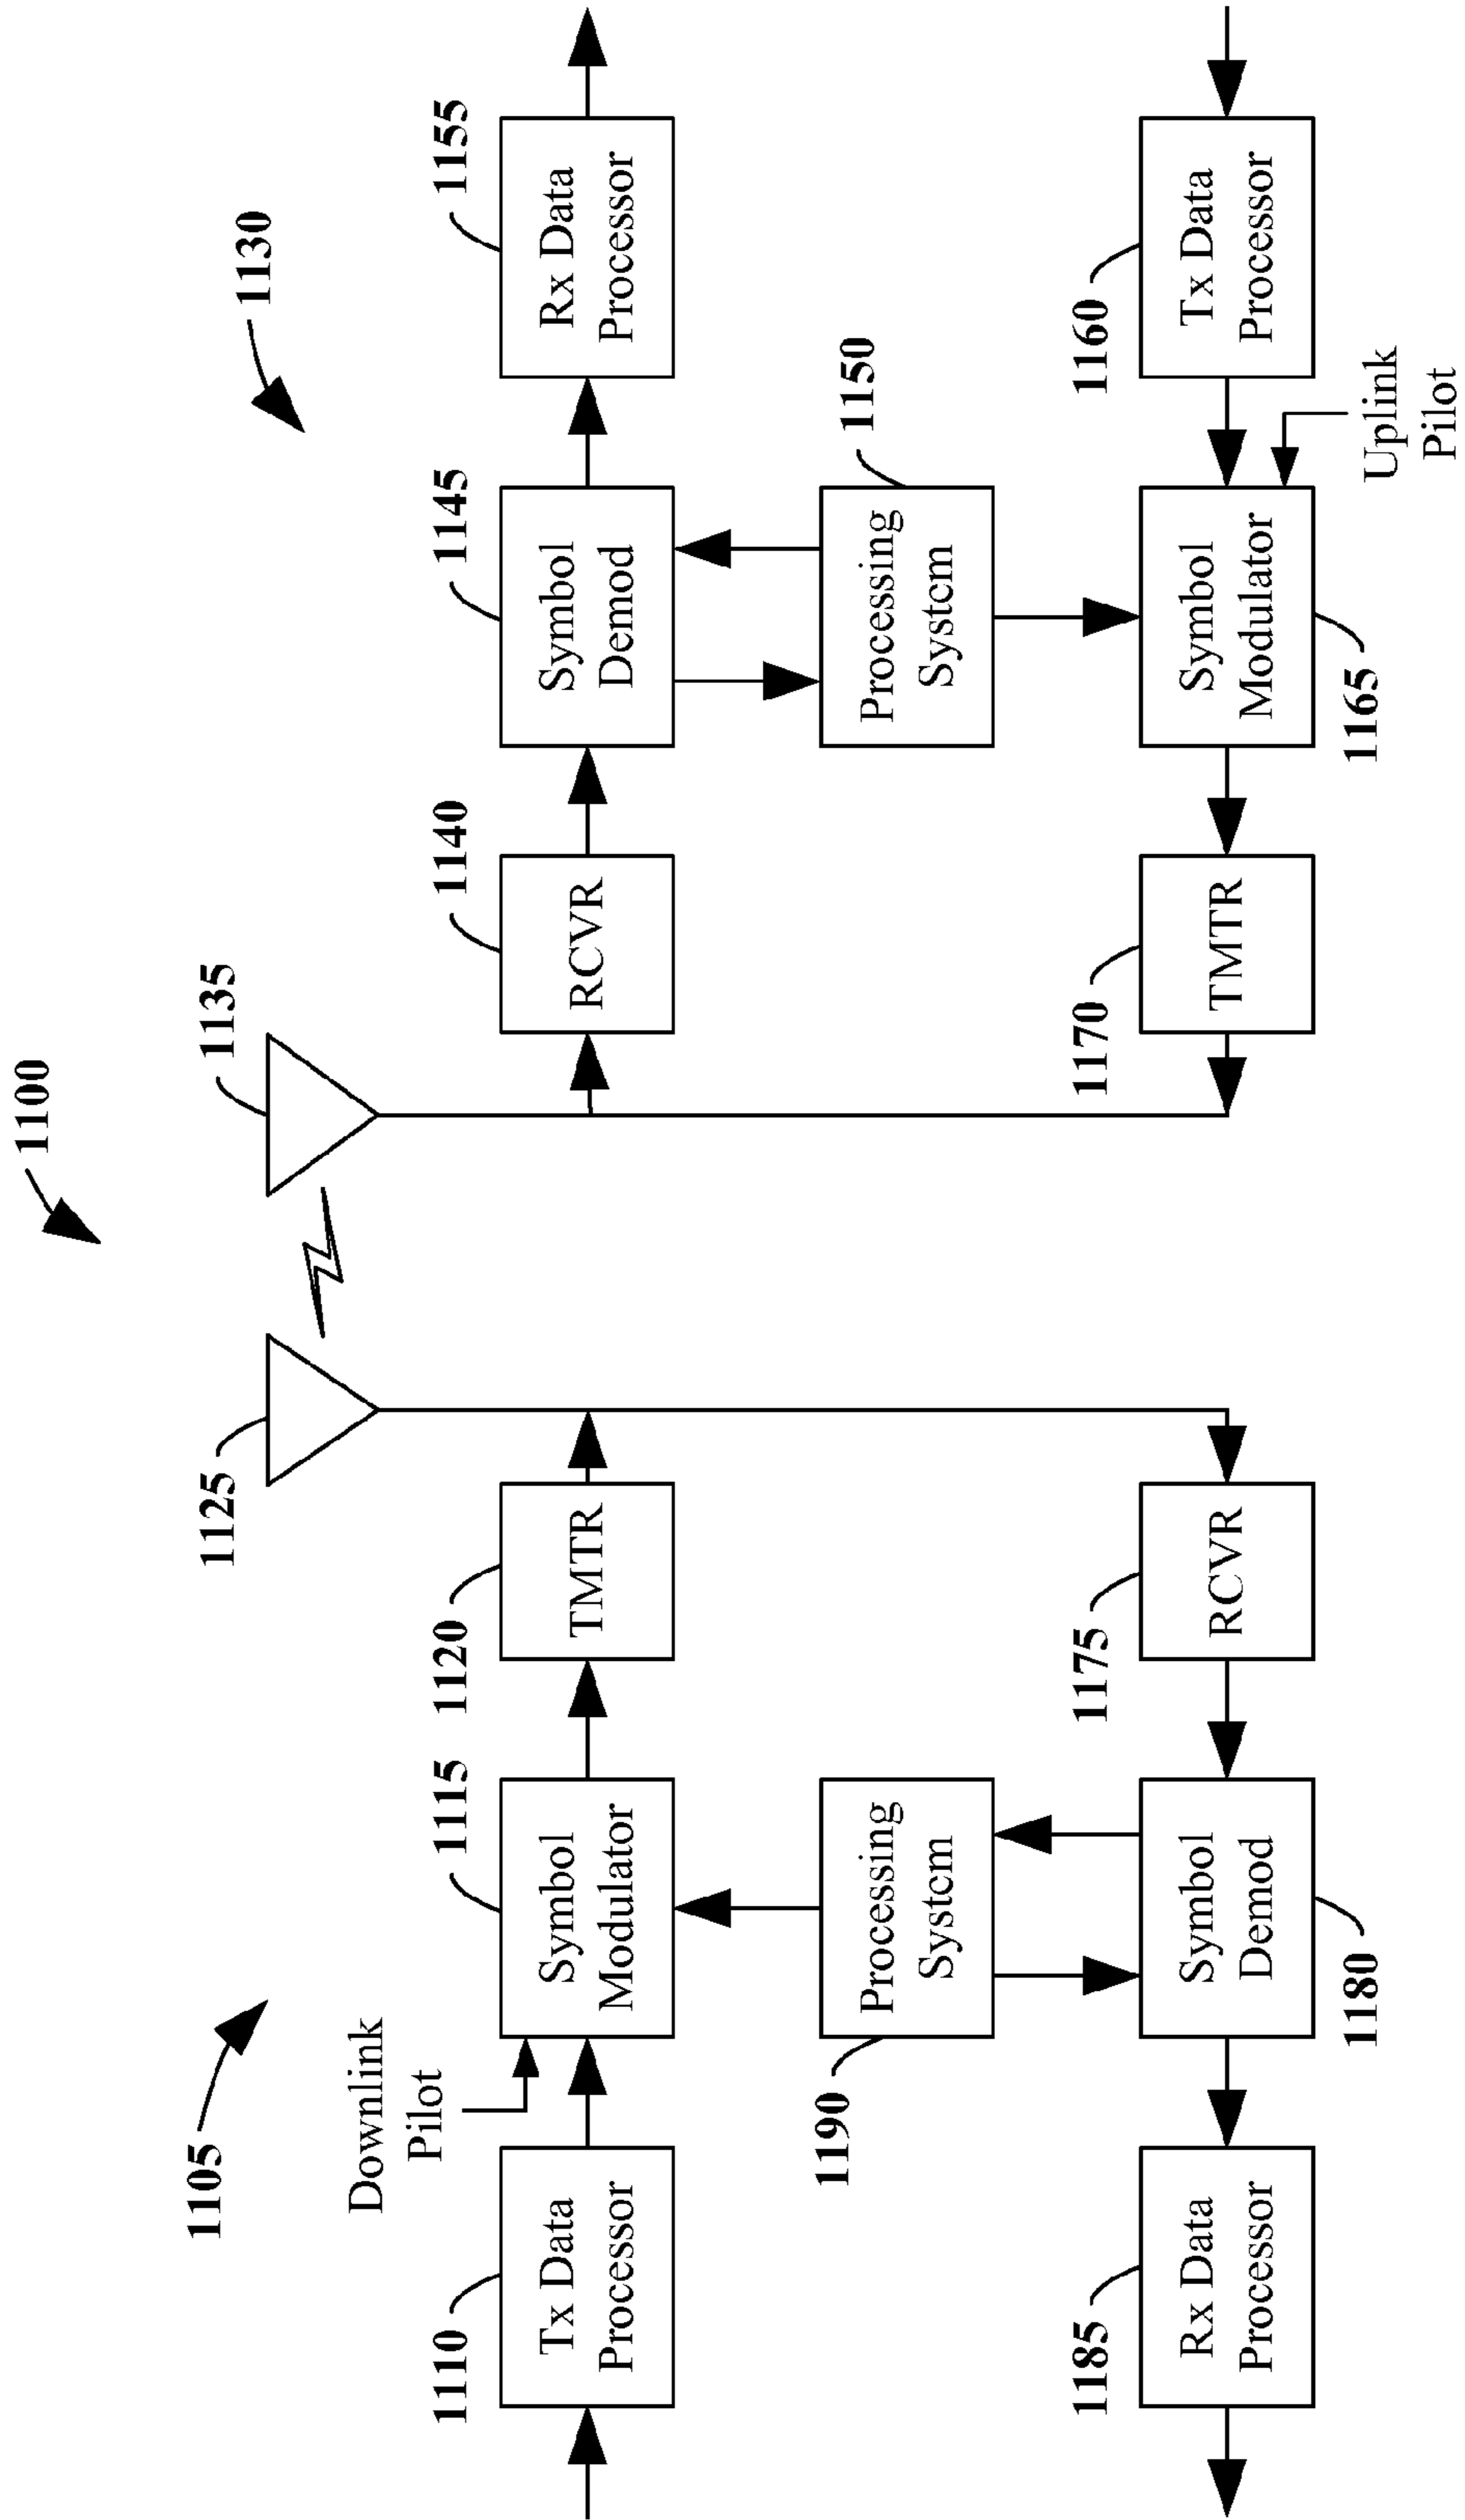 1100
1105
1125
1135
1130
Downlink
Pilot
1110
Tx Data
Processor
1115
Symbol
Modulator
1120
TMTR
1140
RCVR
1145
Symbol
Demod
1155
Rx Data
Processor
1190
Processing
System
1150
Processing
System
1185
Rx Data
Processor
Symbol
Demod
1180
1175
RCVR
1170
TMTR
Symbol
Modulator
1165
1160
Tx Data
Processor
Uplink
Pilot